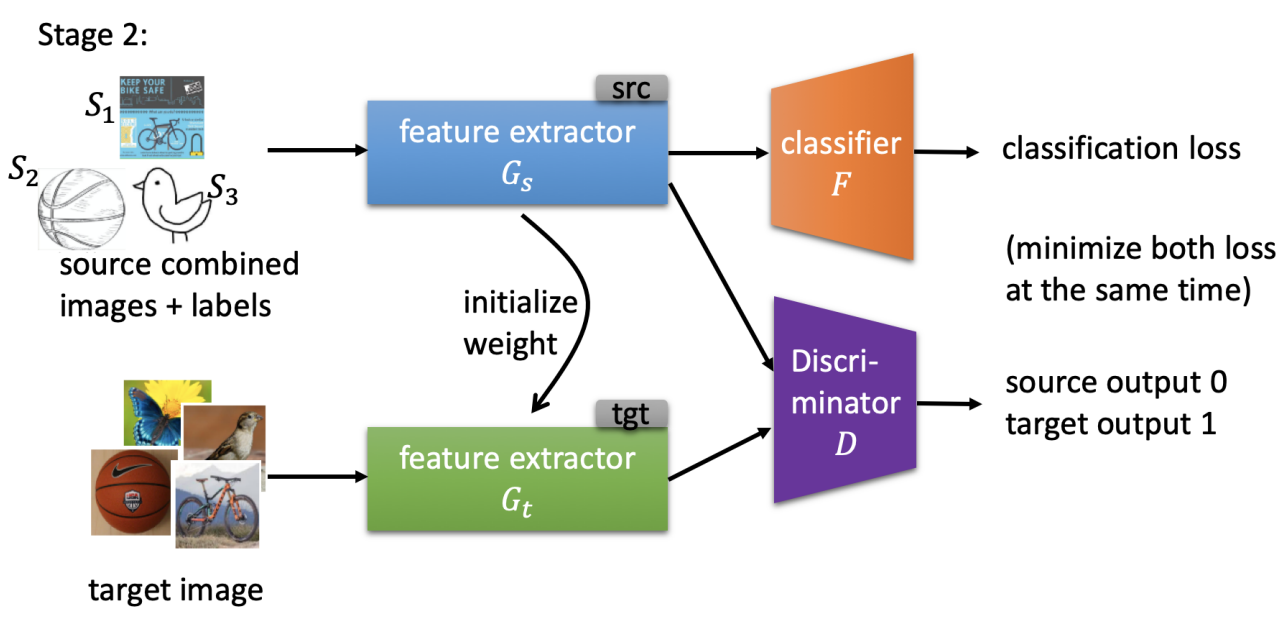 Stage 2:
KEEP YOUR
BIKE SAFE
S₁
S₂
S₃
source combined
images + labels
src
feature extractor
Gₛ
classifier
F
classification loss
(minimize both loss
at the same time)
initialize
weight
tgt
feature extractor
Gₜ
Discri-
minator
D
source output 0
target output 1
target image